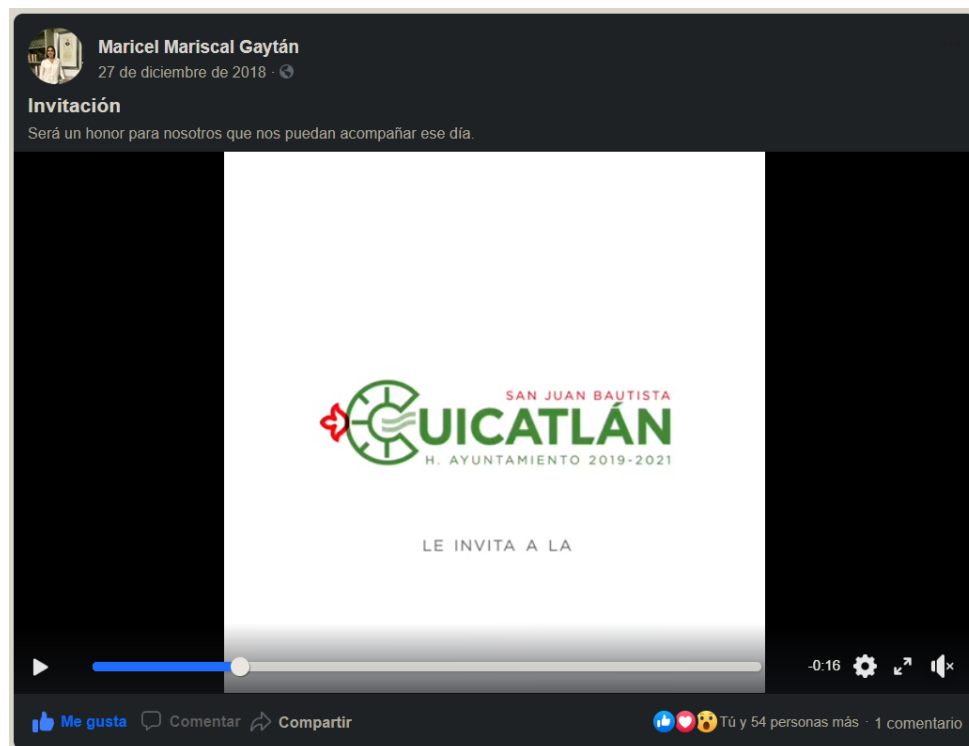 Maricel Mariscal Gaytán
27 de diciembre de 2018 ·
Invitación
Será un honor para nosotros que nos puedan acompañar ese día.
SAN JUAN BAUTISTA
CUICATLÁN
H. AYUNTAMIENTO 2019-2021
LE INVITA A LA
-0:16
Me gusta Comentar Compartir Tú y 54 personas más · 1 comentario